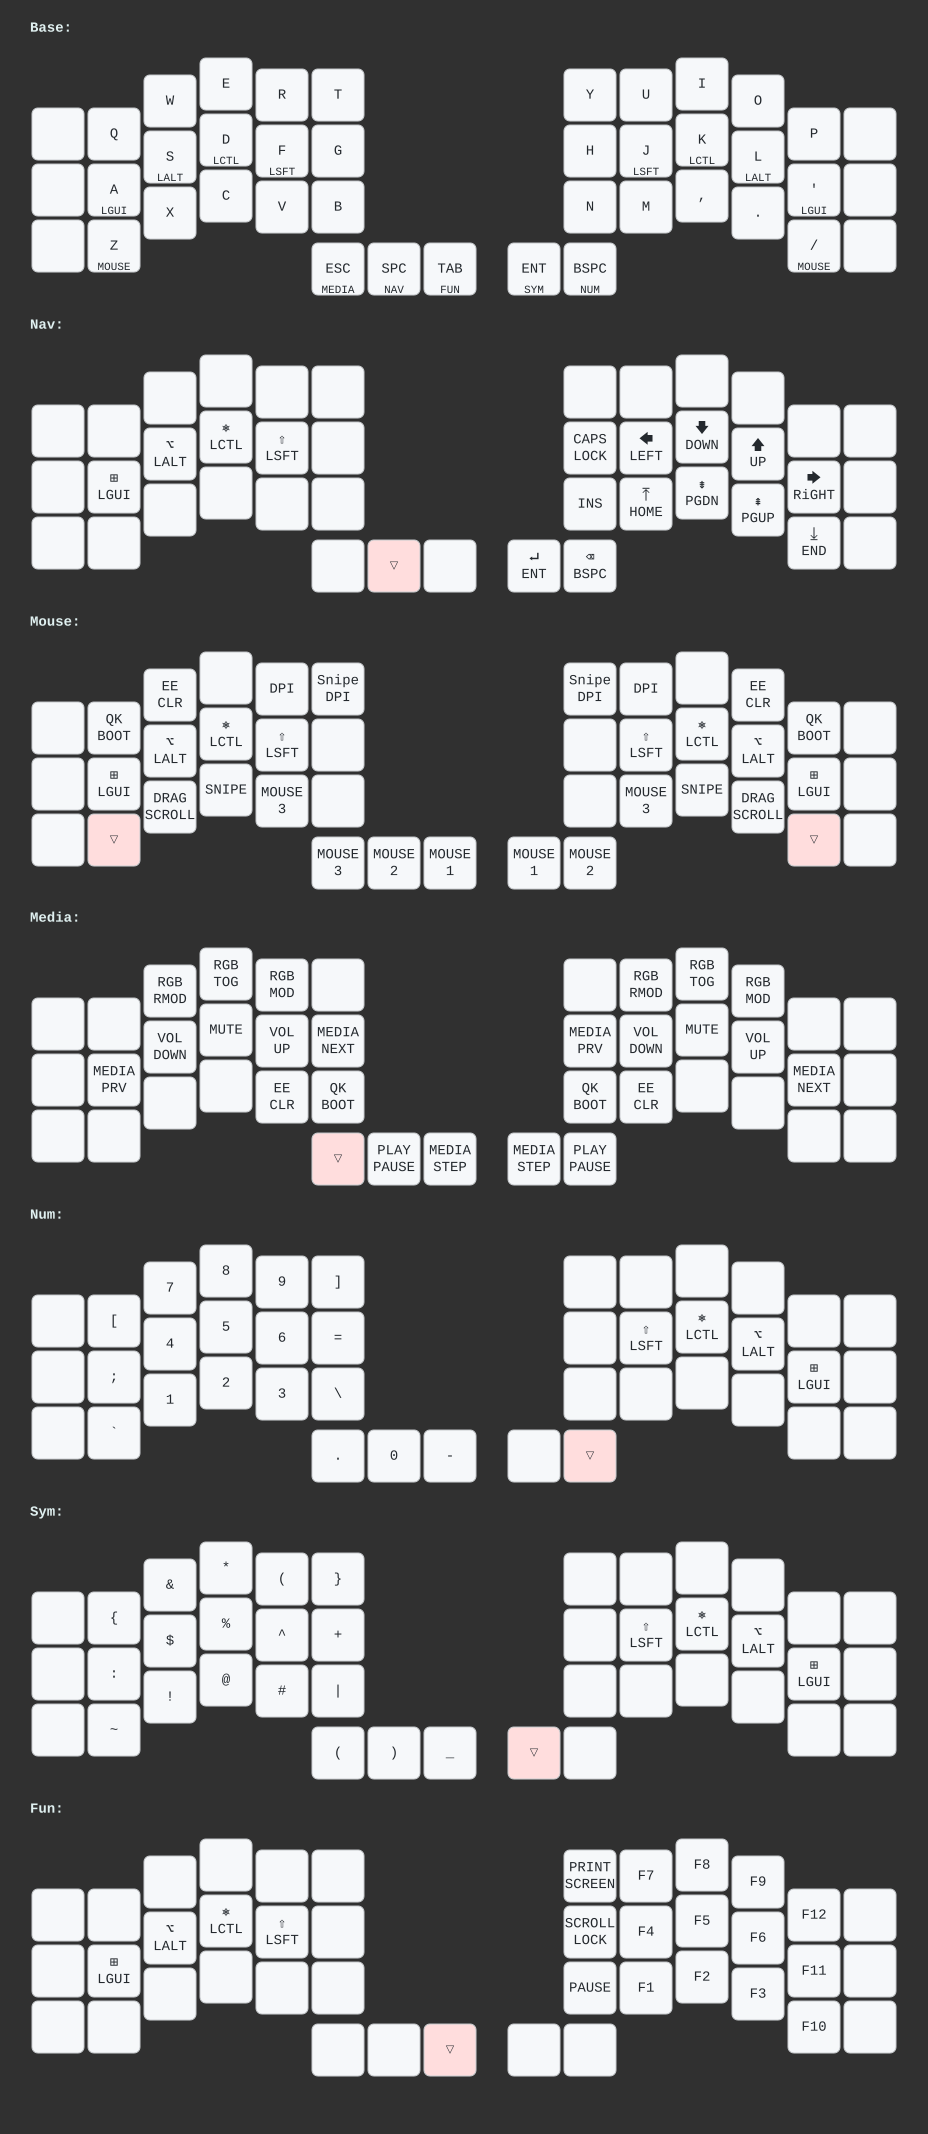 Base:
E
R T Y U I
W O
Q P
D K
LCTL LCTL
F G H J
LSFT LSFT
S L
LALT LALT
A '
LGUI LGUI
C ,
V B N M
X .
Z /
MOUSE MOUSE
ESC SPC TAB ENT BSPC
MEDIA NAV FUN SYM NUM
Nav:
⎈ 🡇
LCTL DOWN
⇧ CAPS 🡄
LSFT LOCK LEFT
⌥ 🡅
LALT UP
⊞ 🡆
LGUI RiGHT
⇟
PGDN
INS ⤒
HOME
⇞
PGUP
⤓
END
▽ ↵ ⌫
ENT BSPC
Mouse:
DPI Snipe Snipe DPI
DPI DPI
EE EE
CLR CLR
QK QK
BOOT BOOT
⎈ ⎈
LCTL LCTL
⇧ ⇧
LSFT LSFT
⌥ ⌥
LALT LALT
⊞ ⊞
LGUI LGUI
SNIPE SNIPE
MOUSE MOUSE
3 3
DRAG DRAG
SCROLL SCROLL
▽ ▽
MOUSE MOUSE MOUSE MOUSE MOUSE
3 2 1 1 2
Media:
RGB RGB
TOG TOG
RGB RGB
MOD RMOD
RGB RGB
RMOD MOD
MUTE MUTE
VOL MEDIA MEDIA VOL
UP NEXT PRV DOWN
VOL VOL
DOWN UP
MEDIA MEDIA
PRV NEXT
EE QK QK EE
CLR BOOT BOOT CLR
▽ PLAY MEDIA MEDIA PLAY
PAUSE STEP STEP PAUSE
Num:
8
7 9 ]
[
5 ⎈
LCTL
4 6 = ⇧
LSFT
⌥
LALT
; ⊞
LGUI
2
1 3 \
`
. 0 - ▽
Sym:
*
& ( }
{
% ⎈
LCTL
$ ^ + ⇧
LSFT
⌥
LALT
: ⊞
LGUI
@
! # |
~
( ) _ ▽
Fun:
PRINT F7 F8 F9
SCREEN
F12
⎈ F5
LCTL
⇧ SCROLL F4
LSFT LOCK
⌥ F6
LALT
⊞ F11
LGUI
PAUSE F1 F2 F3
F10
▽